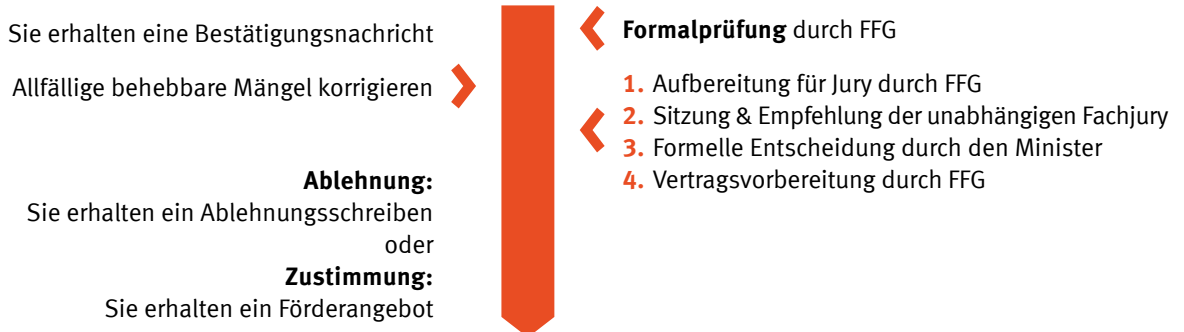 Sie erhalten eine Bestätigungsnachricht
Allfällige behebbare Mängel korrigieren
Ablehnung:
Sie erhalten ein Ablehnungsschreiben
oder
Zustimmung:
Sie erhalten ein Förderangebot
Formalprüfung durch FFG
1. Aufbereitung für Jury durch FFG
2. Sitzung & Empfehlung der unabhängigen Fachjury
3. Formelle Entscheidung durch den Minister
4. Vertragsvorbereitung durch FFG